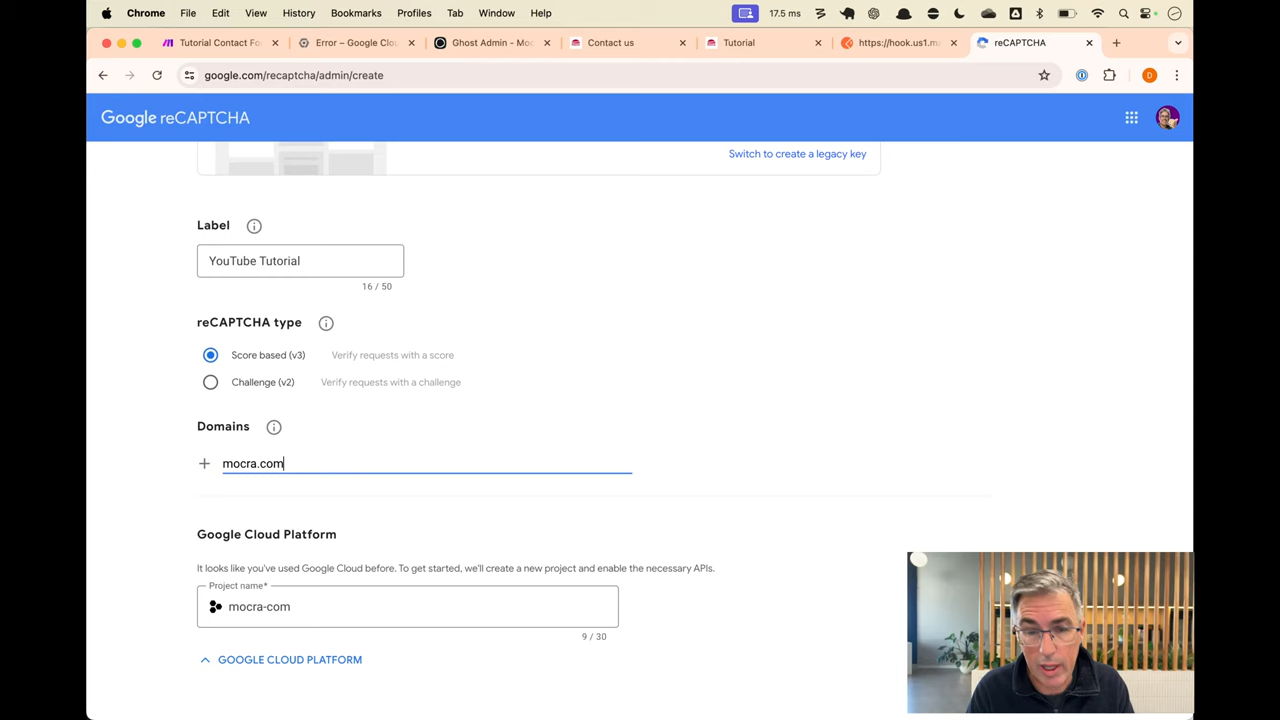 Chrome File Edit View History Bookmarks Profiles Tab Window Help 17.5 ms
Tutorial Contact Fo Error – Google Clou Ghost Admin - Moc Contact us Tutorial https://hook.us1.ma reCAPTCHA
google.com/recaptcha/admin/create D
Google reCAPTCHA
Switch to create a legacy key
Label
YouTube Tutorial
16 / 50
reCAPTCHA type
Score based (v3) Verify requests with a score
Challenge (v2) Verify requests with a challenge
Domains
mocra.com
Google Cloud Platform
It looks like you've used Google Cloud before. To get started, we'll create a new project and enable the necessary APIs.
Project name*
mocra-com
9 / 30
GOOGLE CLOUD PLATFORM